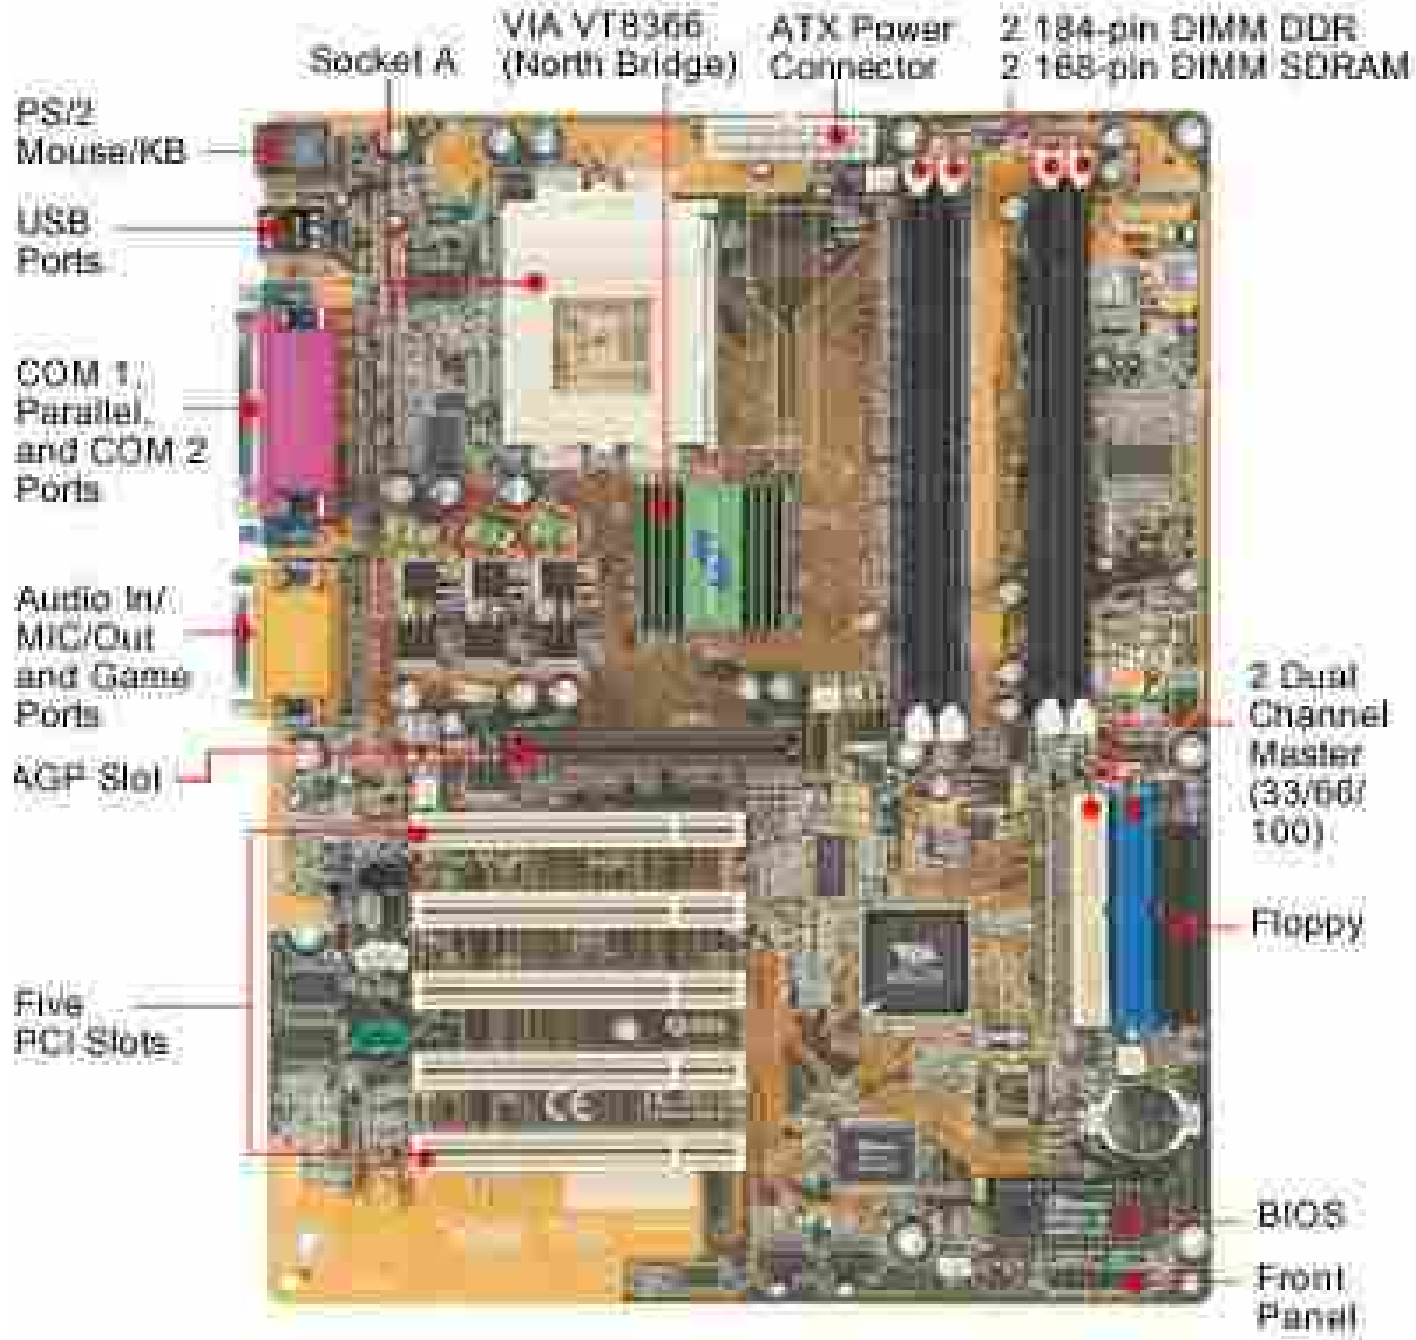 Socket A
VIA VT8366
(North Bridge)
ATX Power
Connector
2 184-pin DIMM DDR
2 168-pin DIMM SDRAM
PS/2
Mouse/KB
USB
Ports
COM 1,
Parallel,
and COM 2
Ports
Audio In/
MIC/Out
and Game
Ports
AGP Slot
Five
PCI Slots
2 Dual
Channel
Master
(33/66/
100)
Floppy
BIOS
Front
Panel
CE